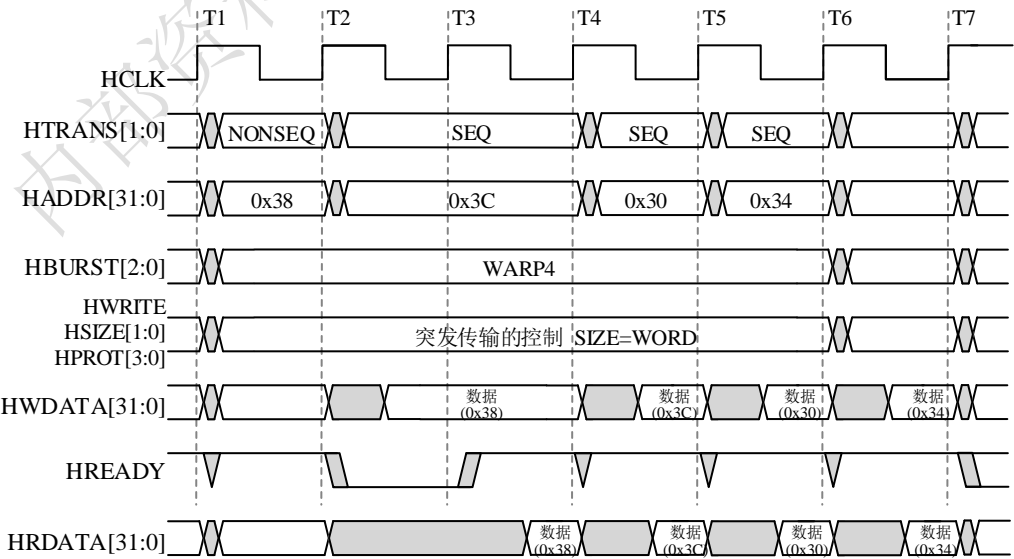 T1 T2 T3 T4 T5 T6 T7
HCLK
HTRANS[1:0] NONSEQ SEQ SEQ SEQ
HADDR[31:0] 0x38 0x3C 0x30 0x34
HBURST[2:0] WARP4
HWRITE
HSIZE[1:0] 突发传输的控制 SIZE=WORD
HPROT[3:0]
HWDATA[31:0] 数据 数据 数据 数据
(0x38) (0x3C) (0x30) (0x34)
HREADY
HRDATA[31:0] 数据 数据 数据 数据
(0x38) (0x3C) (0x30) (0x34)
内部资